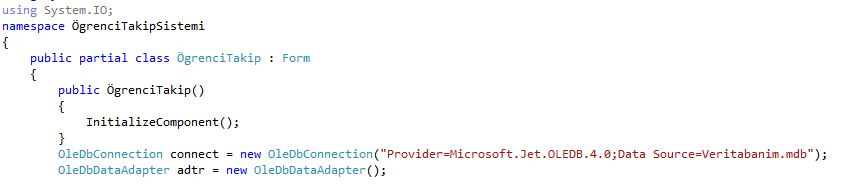 using System.IO;
namespace ÖgrenciTakipSistemi
{
public partial class ÖgrenciTakip : Form
{
public ÖgrenciTakip()
{
InitializeComponent();
}
OleDbConnection connect = new OleDbConnection("Provider=Microsoft.Jet.OLEDB.4.0;Data Source=Veritabanim.mdb");
OleDbDataAdapter adtr = new OleDbDataAdapter();